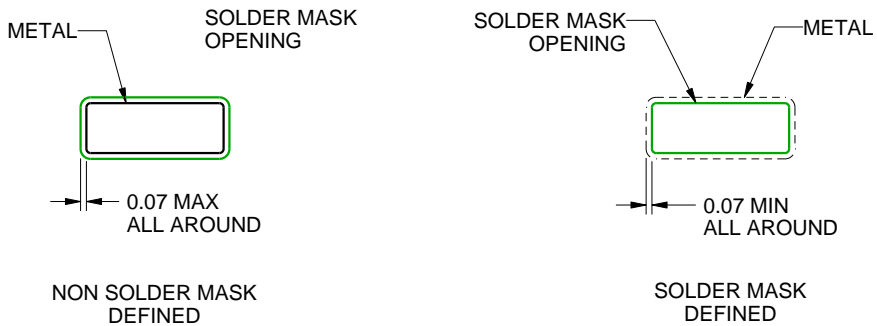 METAL
SOLDER MASK
OPENING
0.07 MAX
ALL AROUND
NON SOLDER MASK
DEFINED
SOLDER MASK
OPENING
METAL
0.07 MIN
ALL AROUND
SOLDER MASK
DEFINED